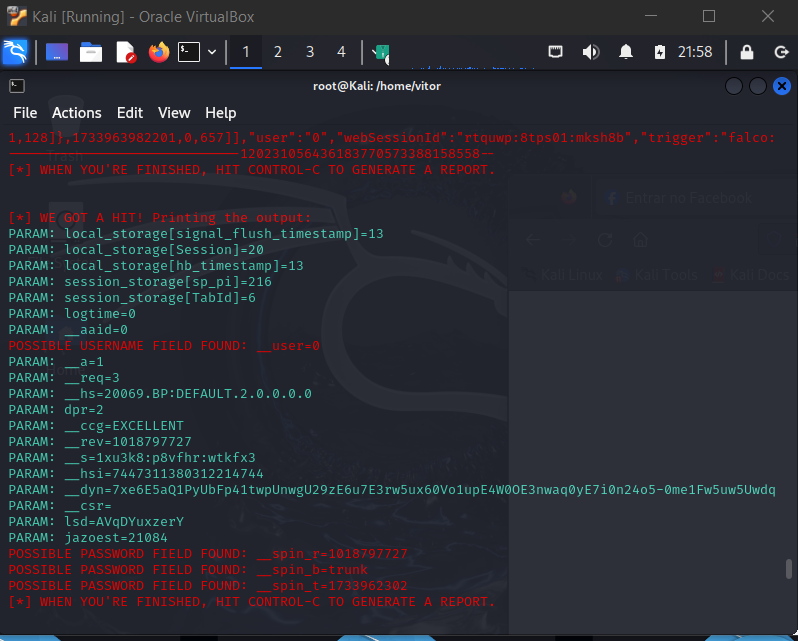 Kali [Running] - Oracle VirtualBox
1 2 3 4 21:58
root@Kali: /home/vitor
File Actions Edit View Help
1,128]],1733963982201,0,657]],"user":"0","webSessionId":"rtquwp:8tps01:mksh8b","trigger":"falco:
Trash
[*] WHEN YOU'RE FINISHED, HIT CONTROL-C TO GENERATE A REPORT.
Entrar no Facebook
[*] WE GOT A HIT! Printing the output:
PARAM: local_storage[signal_flush_timestamp]=13
PARAM: local_storage[Session]=20
PARAM: local_storage[hb_timestamp]=13
PARAM: session_storage[sp_pi]=216
Kali Linux Kali Tools Kali Docs
PARAM: session_storage[TabId]=6
PARAM: logtime=0
PARAM: __aaid=0
POSSIBLE USERNAME FIELD FOUND: __user=0
PARAM: __a=1
PARAM: __req=3
PARAM: __hs=20069.BP:DEFAULT.2.0.0.0.0
PARAM: dpr=2
PARAM: __ccg=EXCELLENT
PARAM: __rev=1018797727
PARAM: __s=1xu3k8:p8vfhr:wtkfx3
PARAM: __hsi=7447311380312214744
PARAM: __dyn=7xe6E5aQ1PyUbFp41twpUnwgU29zE6u7E3rw5ux60Vo1upE4W0OE3nwaq0yE7i0n24o5-0me1Fw5uw5Uwdq
PARAM: __csr=
PARAM: lsd=AVqDYuxzerY
PARAM: jazoest=21084
POSSIBLE PASSWORD FIELD FOUND: __spin_r=1018797727
POSSIBLE PASSWORD FIELD FOUND: __spin_b=trunk
POSSIBLE PASSWORD FIELD FOUND: __spin_t=1733962302
[*] WHEN YOU'RE FINISHED, HIT CONTROL-C TO GENERATE A REPORT.